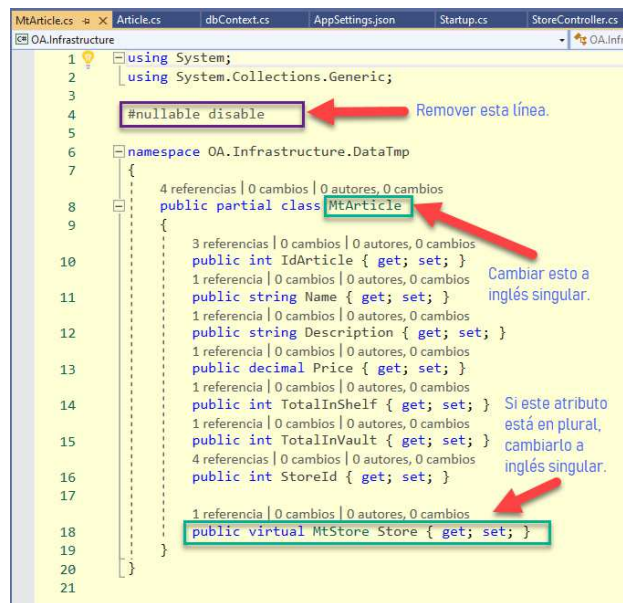 MtArticle.cs Article.cs dbContext.cs AppSettings.json Startup.cs StoreController.cs
C# OA.Infrastructure OA.Infr
1 using System;
2 using System.Collections.Generic;
3
4 #nullable disable Remover esta línea.
5
6 namespace OA.Infrastructure.DataTmp
7 {
4 referencias | 0 cambios | 0 autores, 0 cambios
8 public partial class MtArticle
9 {
3 referencias | 0 cambios | 0 autores, 0 cambios
10 public int IdArticle { get; set; }
Cambiar esto a
1 referencia | 0 cambios | 0 autores, 0 cambios
11 public string Name { get; set; } inglés singular.
1 referencia | 0 cambios | 0 autores, 0 cambios
12 public string Description { get; set; }
1 referencia | 0 cambios | 0 autores, 0 cambios
13 public decimal Price { get; set; }
1 referencia | 0 cambios | 0 autores, 0 cambios
14 public int TotalInShelf { get; set; } Si este atributo
1 referencia | 0 cambios | 0 autores, 0 cambios está en plural,
15 public int TotalInVault { get; set; } cambiarlo a
4 referencias | 0 cambios | 0 autores, 0 cambios inglés singular.
16 public int StoreId { get; set; }
17
1 referencia | 0 cambios | 0 autores, 0 cambios
18 public virtual MtStore Store { get; set; }
19 }
20 }
21